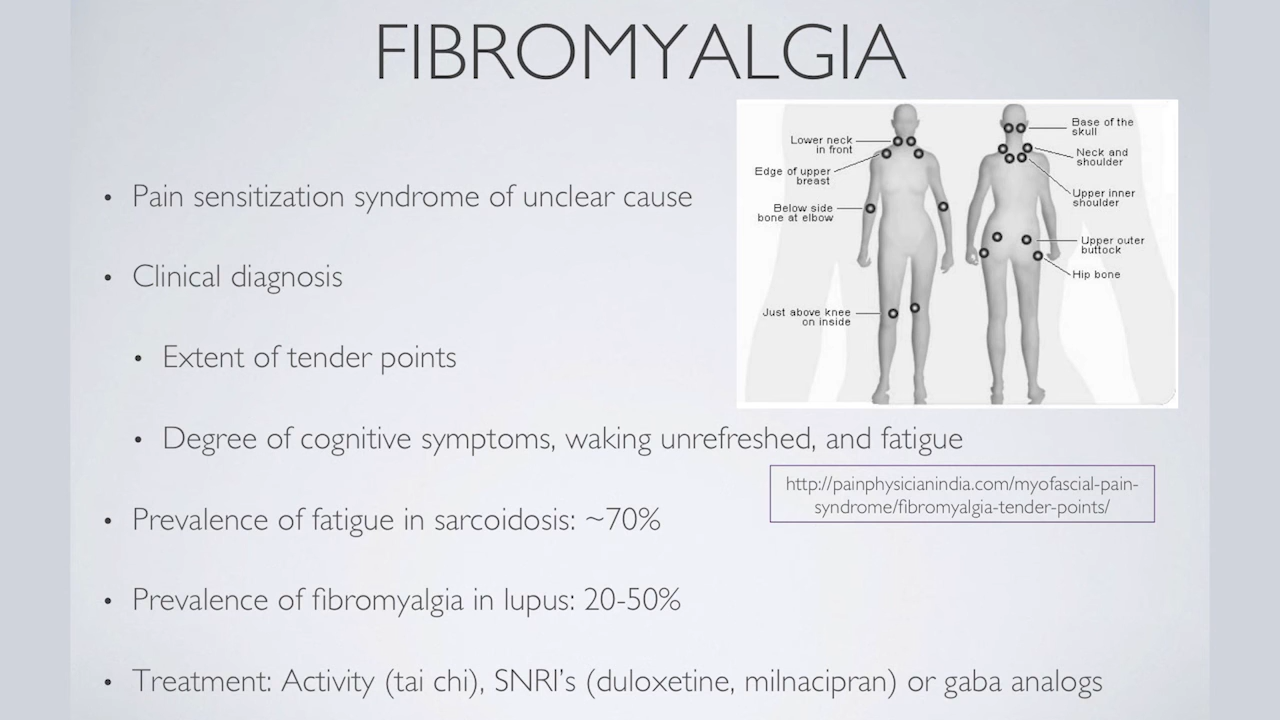 FIBROMYALGIA
• Pain sensitization syndrome of unclear cause
• Clinical diagnosis
• Extent of tender points
• Degree of cognitive symptoms, waking unrefreshed, and fatigue
• Prevalence of fatigue in sarcoidosis: ~70%
• Prevalence of fibromyalgia in lupus: 20-50%
• Treatment: Activity (tai chi), SNRI's (duloxetine, milnacipran) or gaba analogs
Lower neck
in front
Edge of upper
breast
Below side
bone at elbow
Just above knee
on inside
Base of the
skull
Neck and
shoulder
Upper inner
shoulder
Upper outer
buttock
Hip bone
http://painphysicianindia.com/myofascial-pain-
syndrome/fibromyalgia-tender-points/